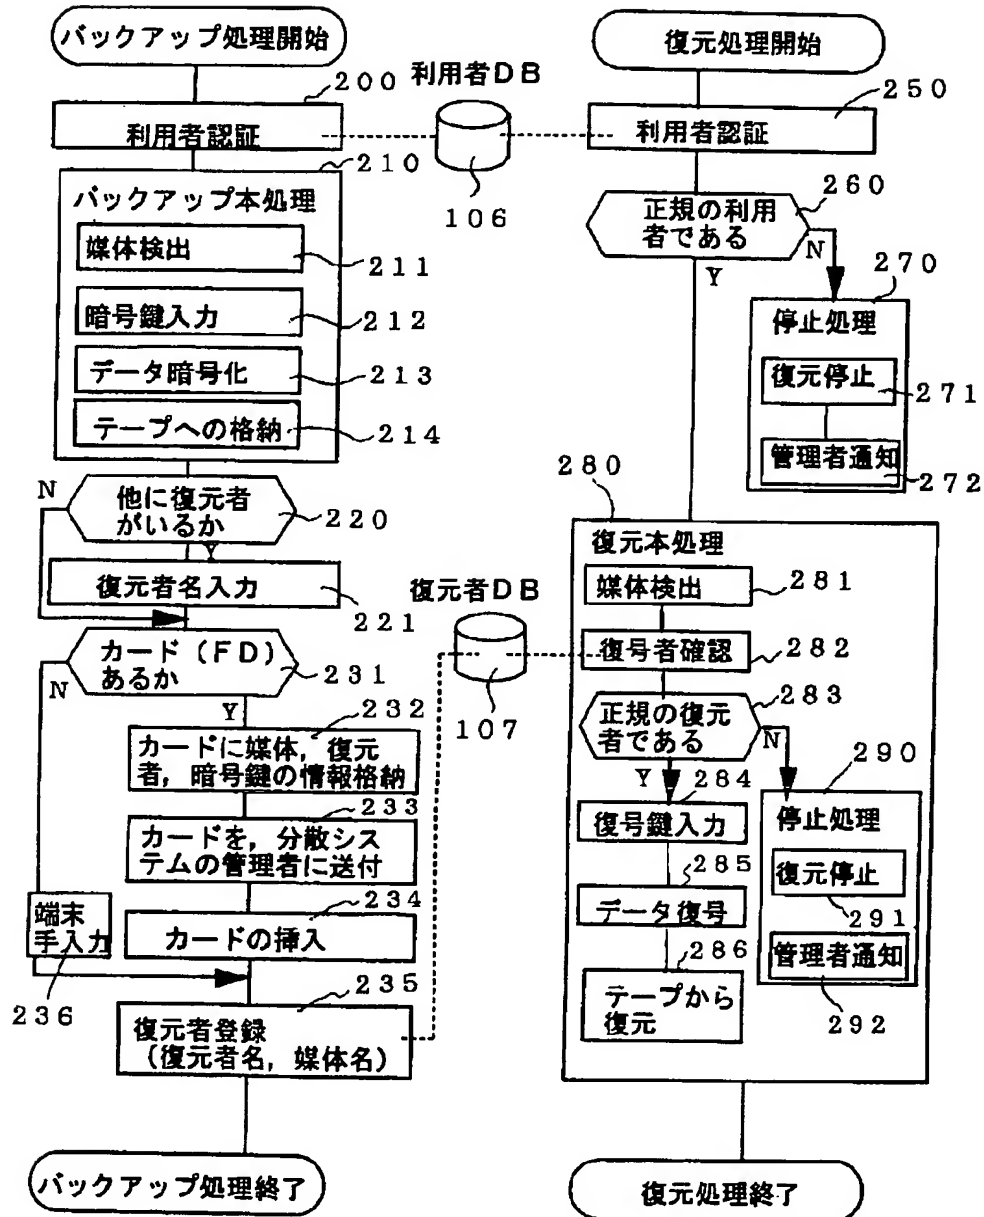 バックアップ処理開始
200
利用者認証
210
バックアップ本処理
媒体検出
211
暗号鍵入力
212
データ暗号化
213
テープへの格納
214
N
他に復元者
がいるか
220
Y
復元者名入力
221
カード(FD)
あるか
231
N
Y
232
カードに媒体,復元
者,暗号鍵の情報格納
233
カードを,分散シス
テムの管理者に送付
234
カードの挿入
端末
手入力
236
235
復元者登録
(復元者名,媒体名)
バックアップ処理終了
利用者DB
106
復元者DB
107
復元処理開始
250
利用者認証
正規の利用
者である
260
N
Y
270
停止処理
復元停止
271
管理者通知
272
280
復元本処理
媒体検出
281
復号者確認
282
正規の復元
者である
283
N
Y
284
復号鍵入力
285
データ復号
286
テープから
復元
290
停止処理
復元停止
291
管理者通知
292
復元処理終了